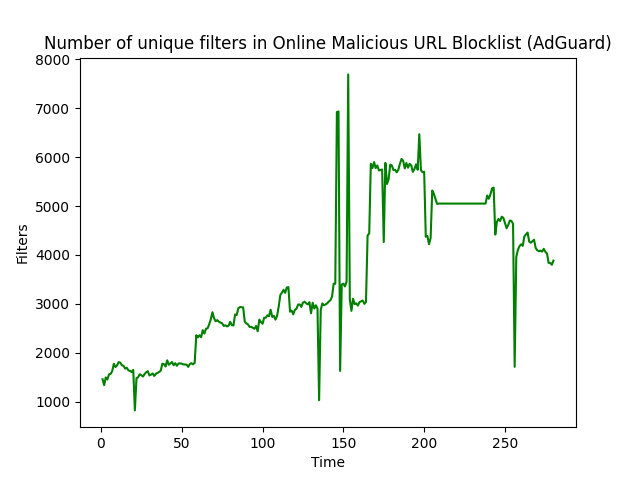 Number of unique filters in Online Malicious URL Blocklist (AdGuard)
8000
7000
6000
5000
4000
3000
2000
1000
Filters
0 50 100 150 200 250
Time